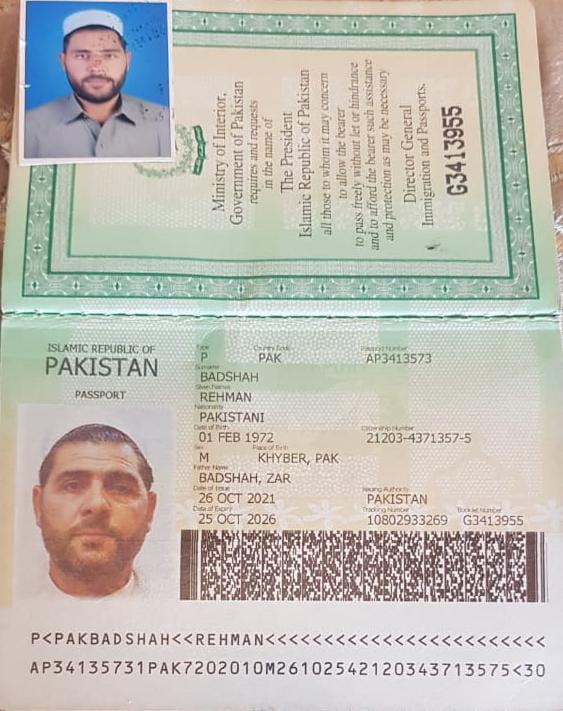 Ministry of Interior,
Government of Pakistan
requires and requests
in the name of
The President
Islamic Republic of Pakistan
all those to whom it may concern
to allow the bearer
to pass freely without let or hindrance
and to afford the bearer such assistance
and protection as may be necessary
Director General
Immigration and Passports.
G3413955
ISLAMIC REPUBLIC OF
PAKISTAN
PASSPORT
Type Country Code Passport Number
P PAK AP3413573
Surname
BADSHAH
Given Names
REHMAN
Nationality
PAKISTANI
Date of Birth Citizenship Number
01 FEB 1972 21203-4371357-5
Sex Place of Birth
M KHYBER, PAK
Father Name
BADSHAH, ZAR
Date of Issue Issuing Authority
26 OCT 2021 PAKISTAN
Date of Expiry Tracking Number Booklet Number
25 OCT 2026 10802933269 G3413955
P<PAKBADSHAH<<REHMAN<<<<<<<<<<<<<<<<<<<<<<<<
AP34135731PAK7202010M26102542120343713575<30